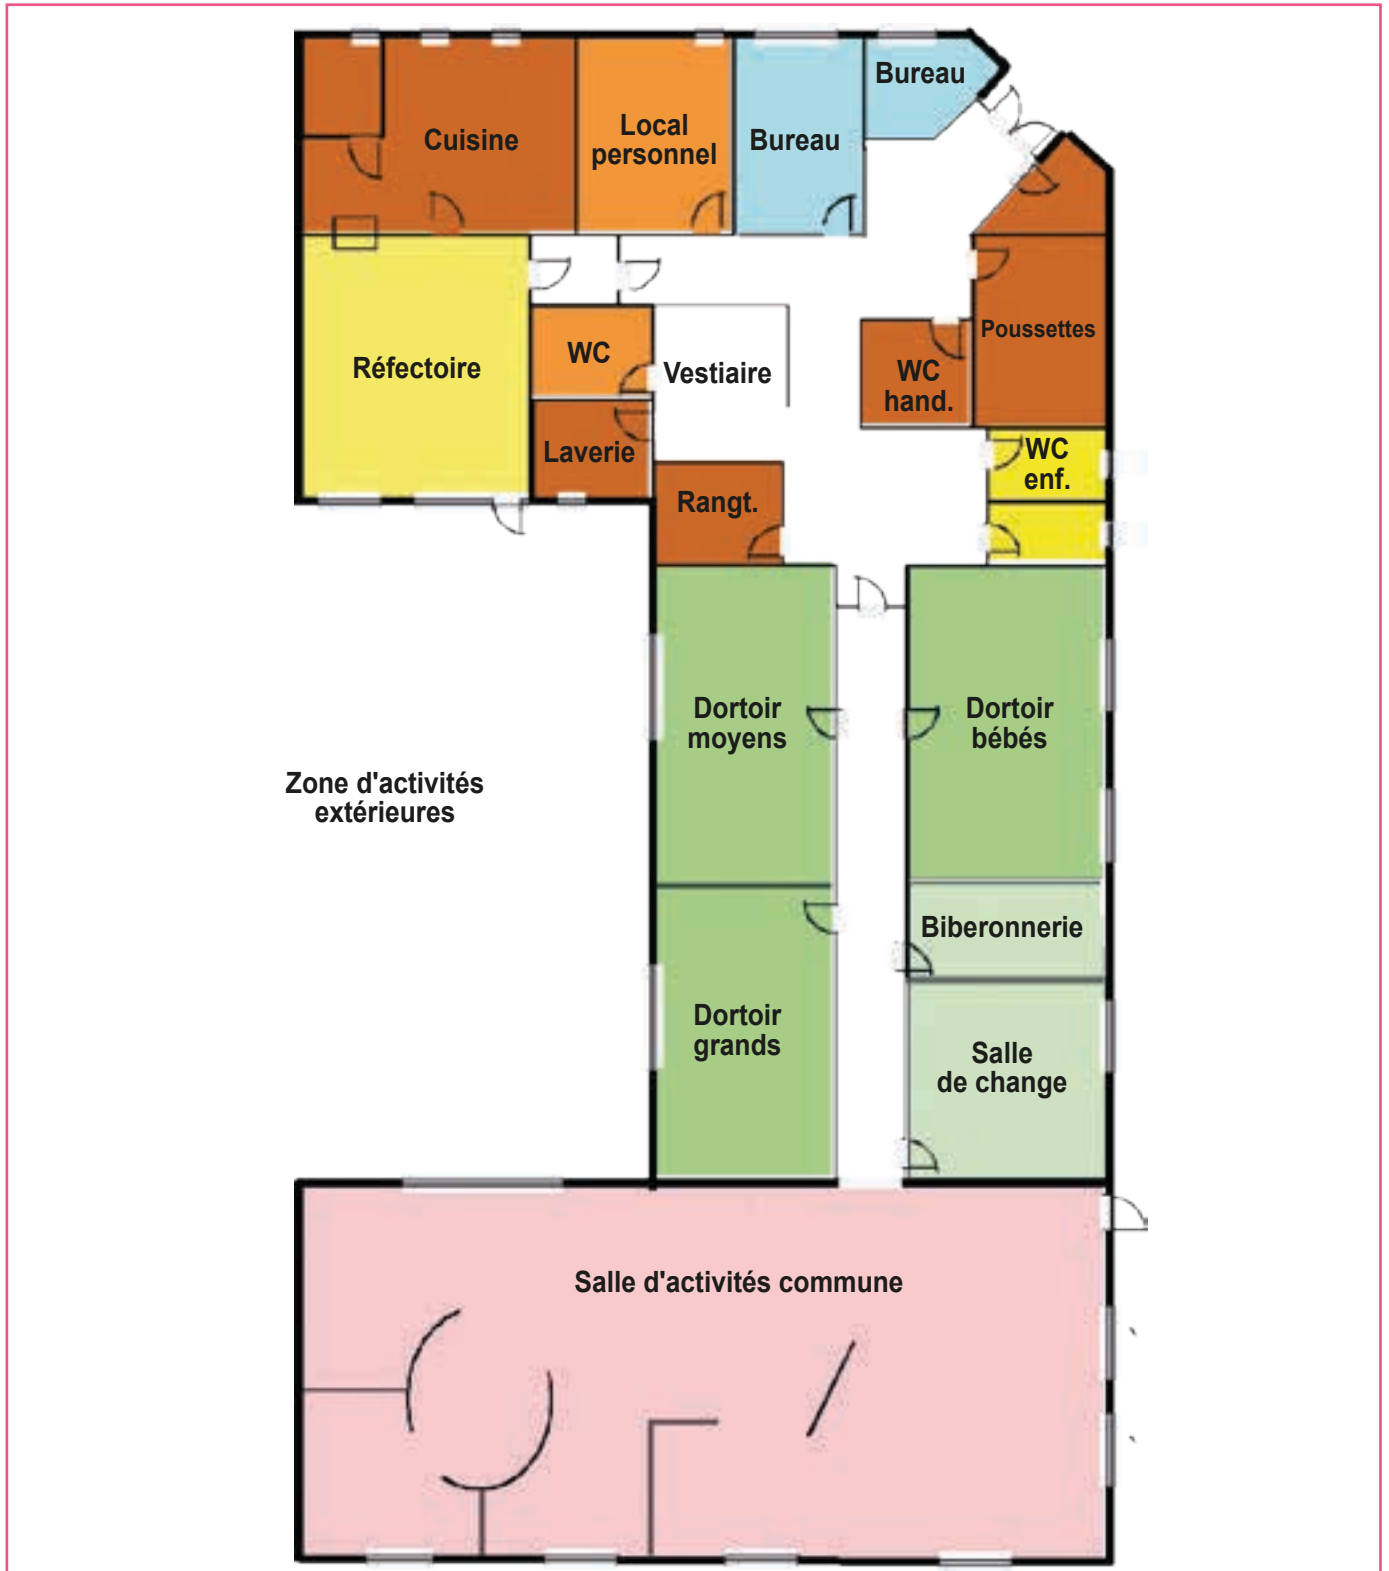 Bureau
Cuisine
Local
personnel
Bureau
Poussettes
Réfectoire
WC
Vestiaire
WC
hand.
Laverie
WC
enf.
Rangt.
Dortoir
moyens
Dortoir
bébés
Zone d'activités
extérieures
Biberonnerie
Dortoir
grands
Salle
de change
Salle d'activités commune